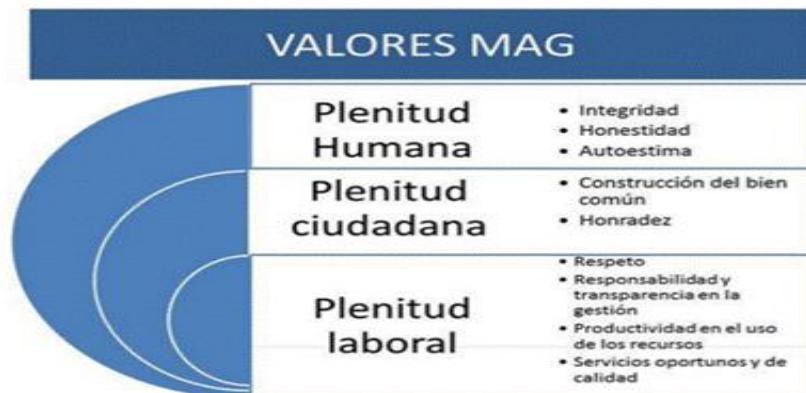 VALORES MAG
Plenitud
Humana
• Integridad
• Honestidad
• Autoestima
Plenitud
ciudadana
• Construcción del bien
común
• Honradez
Plenitud
laboral
• Respeto
• Responsabilidad y
transparencia en la
gestión
• Productividad en el uso
de los recursos
• Servicios oportunos y de
calidad